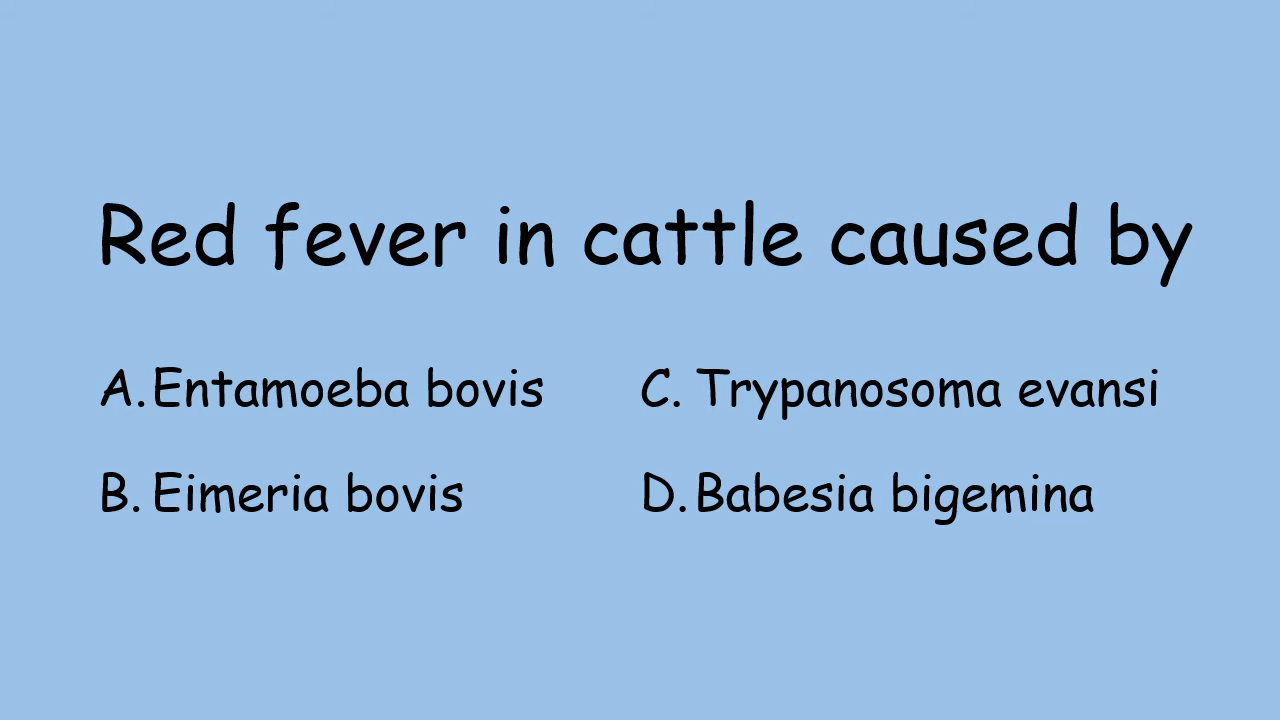 Red fever in cattle caused by
A. Entamoeba bovis
B. Eimeria bovis
C. Trypanosoma evansi
D. Babesia bigemina